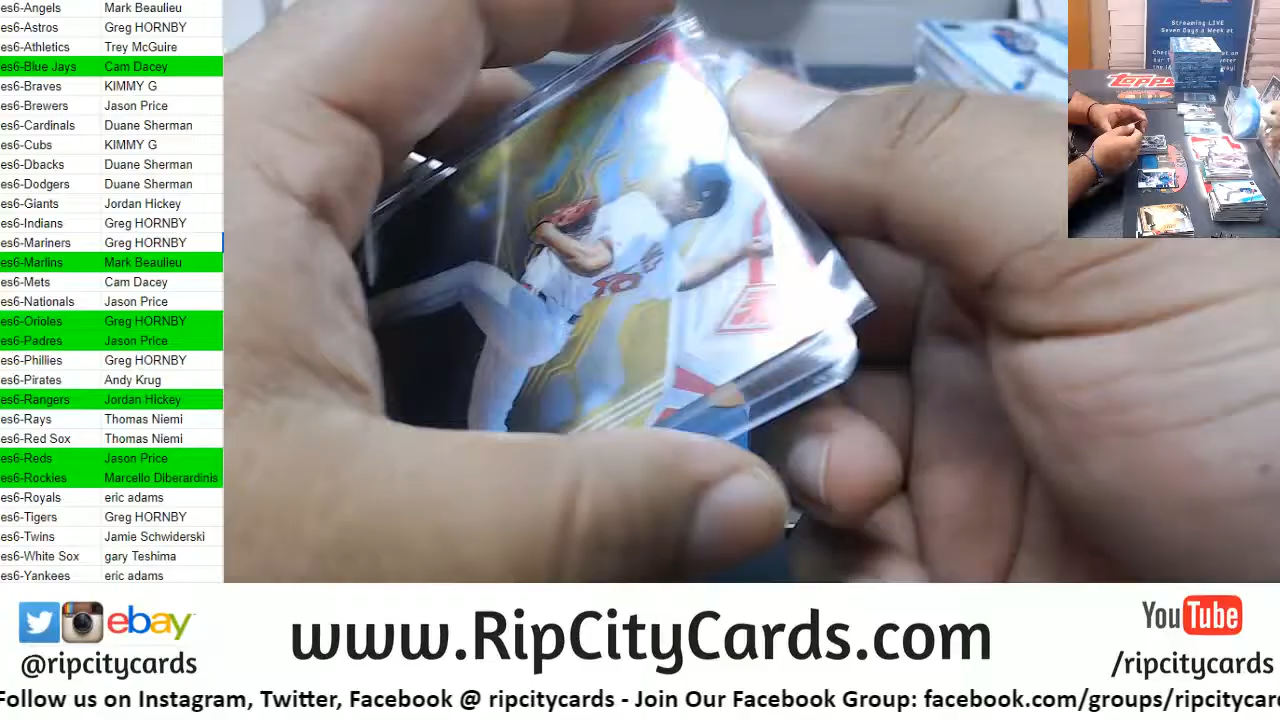 es6-Angels Mark Beaulieu
es6-Astros Greg HORNBY
es6-Athletics Trey McGuire
es6-Blue Jays Cam Dacey
es6-Braves KIMMY G
es6-Brewers Jason Price
es6-Cardinals Duane Sherman
es6-Cubs KIMMY G
es6-Dbacks Duane Sherman
es6-Dodgers Duane Sherman
es6-Giants Jordan Hickey
es6-Indians Greg HORNBY
es6-Mariners Greg HORNBY
es6-Marlins Mark Beaulieu
es6-Mets Cam Dacey
es6-Nationals Jason Price
es6-Orioles Greg HORNBY
es6-Padres Jason Price
es6-Phillies Greg HORNBY
es6-Pirates Andy Krug
es6-Rangers Jordan Hickey
es6-Rays Thomas Niemi
es6-Red Sox Thomas Niemi
es6-Reds Jason Price
es6-Rockies Marcello Diberardinis
es6-Royals eric adams
es6-Tigers Greg HORNBY
es6-Twins Jamie Schwiderski
es6-White Sox gary Teshima
es6-Yankees eric adams
Streaming LIVE
Seven Days a Week at
Topps
ebay
@ripcitycards
www.RipCityCards.com
YouTube
/ripcitycards
Follow us on Instagram, Twitter, Facebook @ ripcitycards - Join Our Facebook Group: facebook.com/groups/ripcitycar